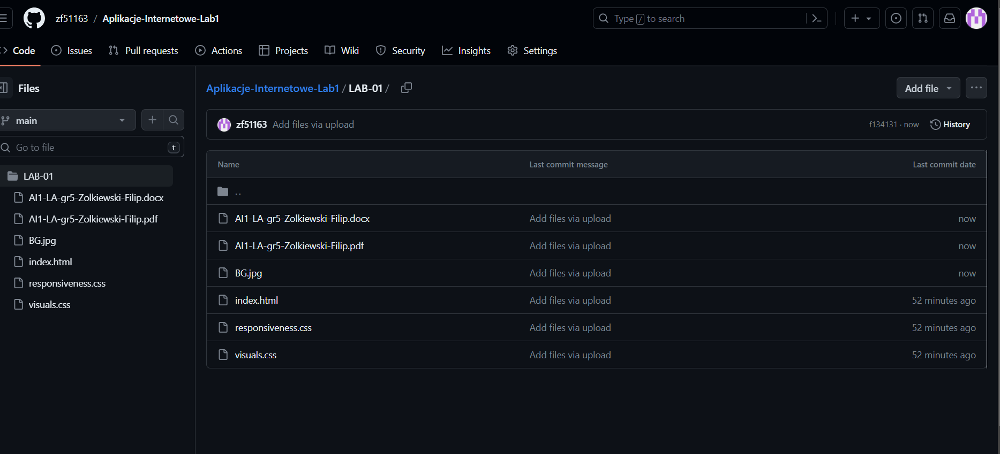 zf51163 / Aplikacje-Internetowe-Lab1
Type / to search
Code Issues Pull requests Actions Projects Wiki Security Insights Settings
Files
main
Go to file t
LAB-01
AI1-LA-gr5-Zolkiewski-Filip.docx
AI1-LA-gr5-Zolkiewski-Filip.pdf
BG.jpg
index.html
responsiveness.css
visuals.css
Aplikacje-Internetowe-Lab1 / LAB-01 /
Add file
zf51163 Add files via upload f134131 · now History
Name Last commit message Last commit date
..
AI1-LA-gr5-Zolkiewski-Filip.docx Add files via upload now
AI1-LA-gr5-Zolkiewski-Filip.pdf Add files via upload now
BG.jpg Add files via upload now
index.html Add files via upload 52 minutes ago
responsiveness.css Add files via upload 52 minutes ago
visuals.css Add files via upload 52 minutes ago